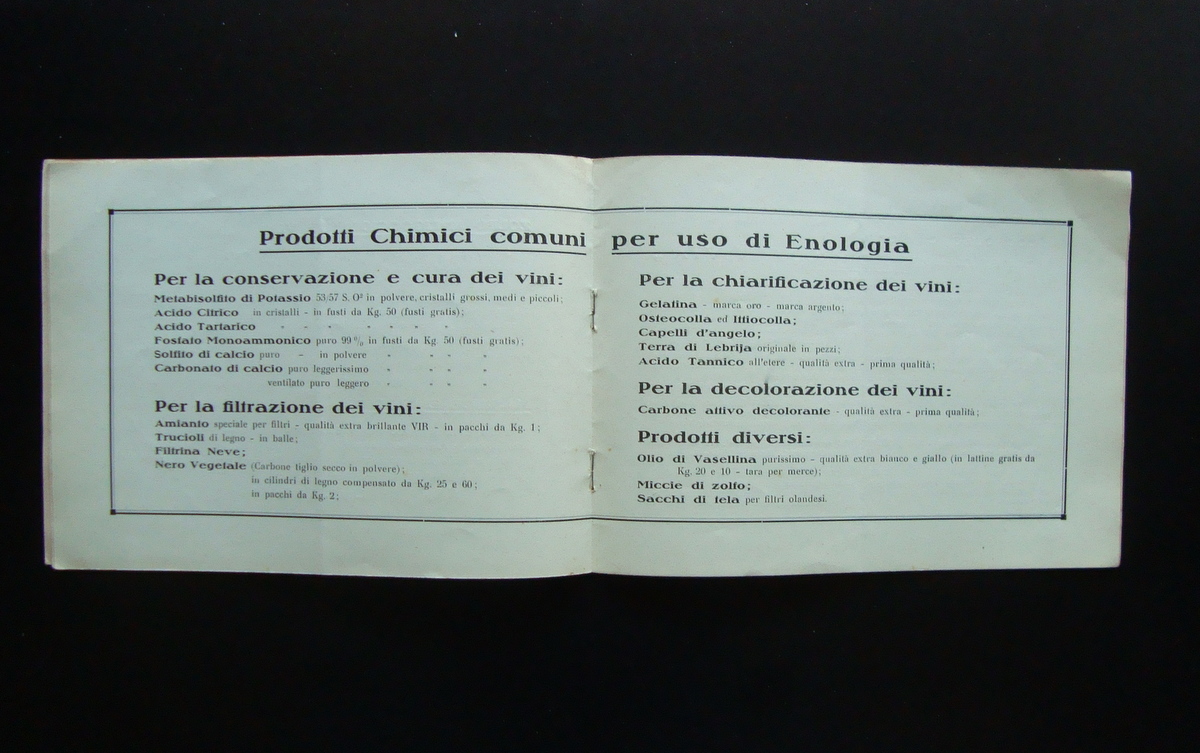 Prodotti Chimici comuni per uso di Enologia
Per la conservazione e cura dei vini:
Metabisolfito di Potassio 53/57 S. O² in polvere, cristalli grossi, medi e piccoli;
Acido Citrico in cristalli - in fusti da Kg. 50 (fusti gratis);
Acido Tartarico " " " " " " "
Fosfato Monoammonico puro 99 % in fusti da Kg. 50 (fusti gratis);
Solfito di calcio puro - in polvere " " " "
Carbonato di calcio puro leggerissimo " " " "
ventilato puro leggero " " " "
Per la filtrazione dei vini:
Amianto speciale per filtri - qualità extra brillante VIR - in pacchi da Kg. 1;
Trucioli di legno - in balle;
Filtrina Neve;
Nero Vegetale (Carbone tiglio secco in polvere);
in cilindri di legno compensato da Kg. 25 e 60;
in pacchi da Kg. 2;
Per la chiarificazione dei vini:
Gelatina - marca oro - marca argento;
Osteocolla ed Ittiocolla;
Capelli d'angelo;
Terra di Lebrija originale in pezzi;
Acido Tannico all'etere - qualità extra - prima qualità;
Per la decolorazione dei vini:
Carbone attivo decolorante - qualità extra - prima qualità;
Prodotti diversi:
Olio di Vasellina purissimo - qualità extra bianco e giallo (in lattine gratis da
Kg. 20 e 10 - tara per merce);
Miccie di zolfo;
Sacchi di tela per filtri olandesi.